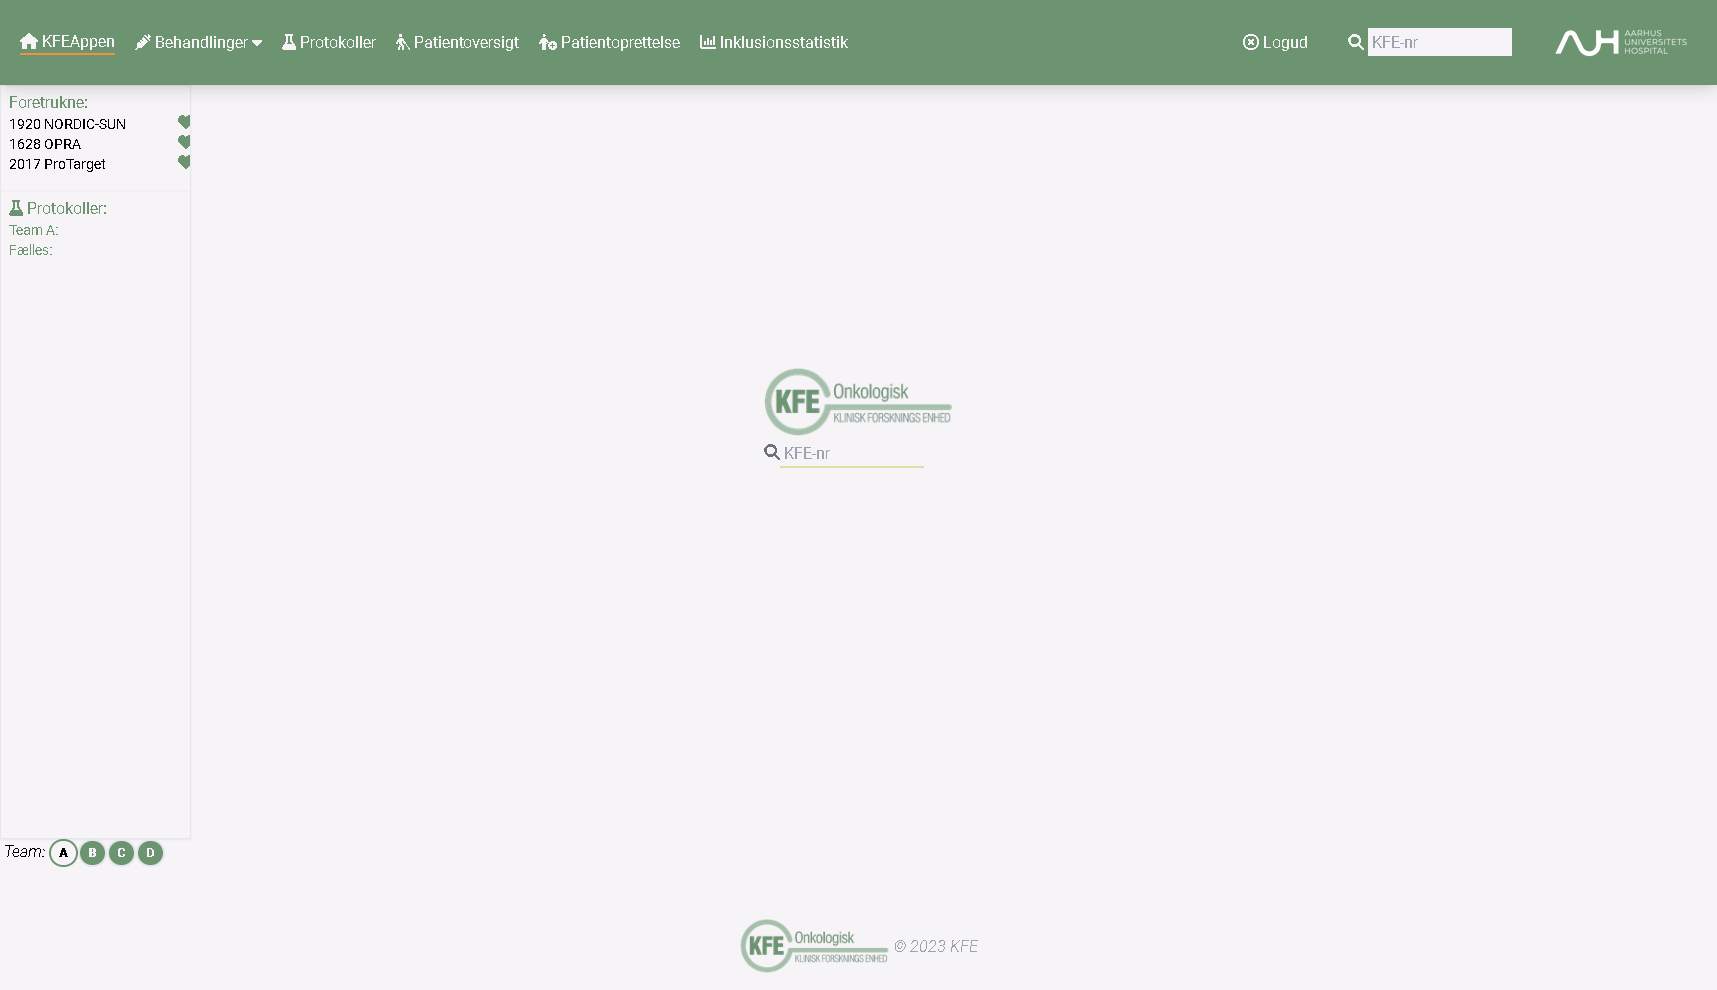 KFEAppen Behandlinger Protokoller Patientoversigt Patientoprettelse Inklusionsstatistik Logud KFE-nr
AARHUS
UNIVERSITETS
HOSPITAL
Foretrukne:
1920 NORDIC-SUN
1628 OPRA
2017 ProTarget
Protokoller:
Team A:
Fælles:
KFE Onkologisk
KLINISK FORSKNINGS ENHED
KFE-nr
Team: A B C D
KFE Onkologisk
KLINISK FORSKNINGS ENHED
© 2023 KFE